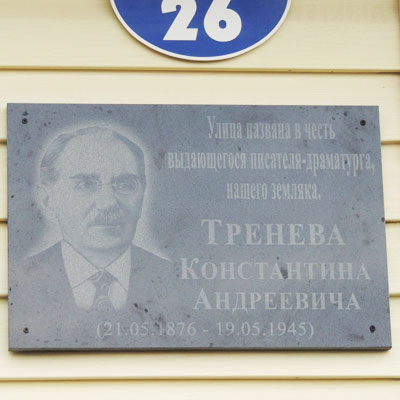 26
Улица названа в честь
выдающегося писателя-драматурга,
нашего земляка,
ТРЕНЕВА
КОНСТАНТИНА
АНДРЕЕВИЧА
(21.05.1876 - 19.05.1945)